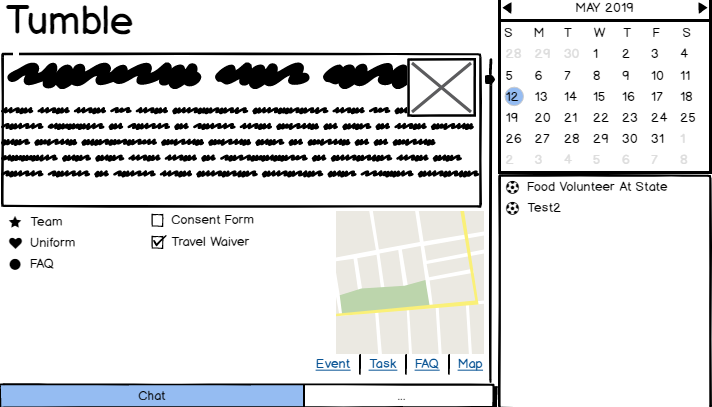 Tumble
Team
Uniform
FAQ
Consent Form
Travel Waiver
Event Task FAQ Map
Chat ...
MAY 2019
S M T W T F S
28 29 30 1 2 3 4
5 6 7 8 9 10 11
12 13 14 15 16 17 18
19 20 21 22 23 24 25
26 27 28 29 30 31 1
2 3 4 5 6 7 8
Food Volunteer At State
Test2